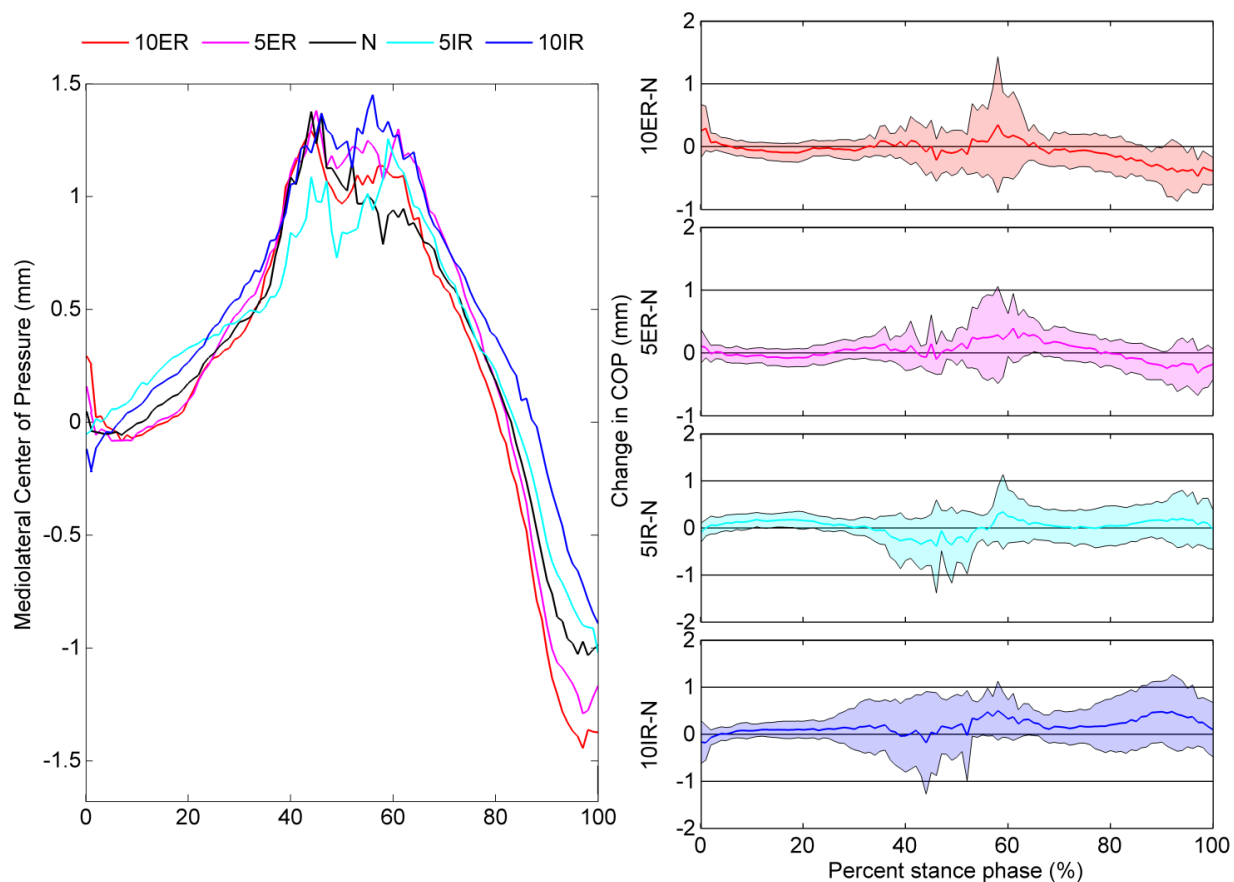 10ER 5ER N 5IR 10IR
Mediolateral Center of Pressure (mm)
1.5
1
0.5
0
-0.5
-1
-1.5
0 20 40 60 80 100
Change in COP (mm)
10ER-N
2
1
0
-1
5ER-N
2
1
0
-1
5IR-N
2
1
0
-1
-2
10IR-N
2
1
0
-1
-2
0 20 40 60 80 100
Percent stance phase (%)